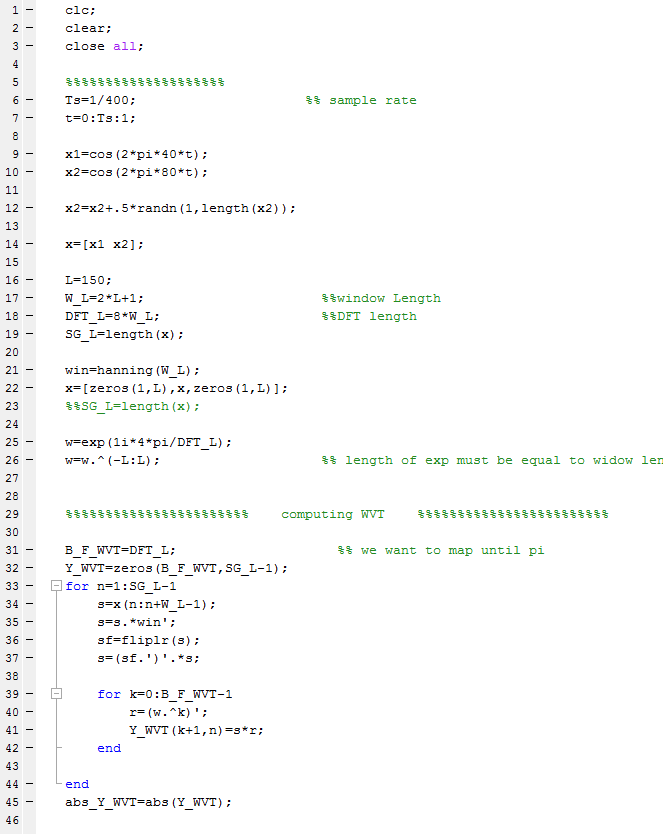 1 clc;
2 clear;
3 close all;
4
5 %%%%%%%%%%%%%%%%%%%%
6 Ts=1/400; %% sample rate
7 t=0:Ts:1;
8
9 x1=cos(2*pi*40*t);
10 x2=cos(2*pi*80*t);
11
12 x2=x2+.5*randn(1,length(x2));
13
14 x=[x1 x2];
15
16 L=150;
17 W_L=2*L+1; %%window Length
18 DFT_L=8*W_L; %%DFT length
19 SG_L=length(x);
20
21 win=hanning(W_L);
22 x=[zeros(1,L),x,zeros(1,L)];
23 %%SG_L=length(x);
24
25 w=exp(1i*4*pi/DFT_L);
26 w=w.^(-L:L); %% length of exp must be equal to widow len
27
28
29 %%%%%%%%%%%%%%%%%%%%%%% computing WVT %%%%%%%%%%%%%%%%%%%%%%%%
30
31 B_F_WVT=DFT_L; %% we want to map until pi
32 Y_WVT=zeros(B_F_WVT,SG_L-1);
33 for n=1:SG_L-1
34 s=x(n:n+W_L-1);
35 s=s.*win';
36 sf=fliplr(s);
37 s=(sf.')'.*s;
38
39 for k=0:B_F_WVT-1
40 r=(w.^k)';
41 Y_WVT(k+1,n)=s*r;
42 end
43
44 end
45 abs_Y_WVT=abs(Y_WVT);
46